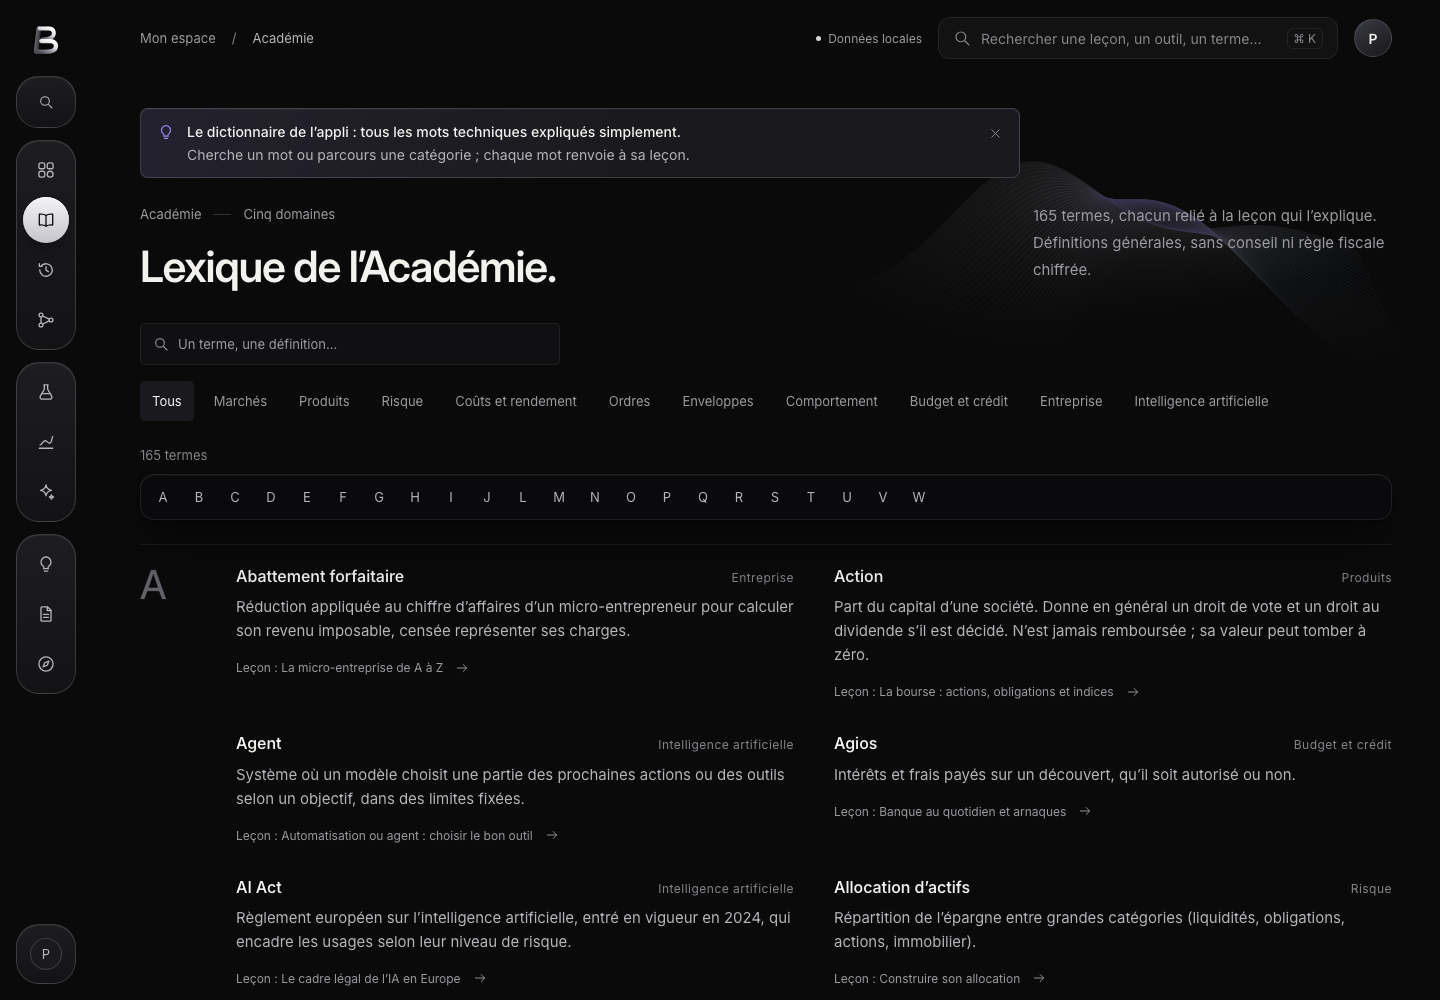 B
Mon espace / Académie
Données locales
Rechercher une leçon, un outil, un terme…
⌘ K
P
Le dictionnaire de l’appli : tous les mots techniques expliqués simplement.
Cherche un mot ou parcours une catégorie ; chaque mot renvoie à sa leçon.
Académie — Cinq domaines
Lexique de l’Académie.
165 termes, chacun relié à la leçon qui l’explique.
Définitions générales, sans conseil ni règle fiscale
chiffrée.
Un terme, une définition…
Tous Marchés Produits Risque Coûts et rendement Ordres Enveloppes Comportement Budget et crédit Entreprise Intelligence artificielle
165 termes
A B C D E F G H I J L M N O P Q R S T U V W
A
Abattement forfaitaire
Entreprise
Réduction appliquée au chiffre d’affaires d’un micro-entrepreneur pour calculer
son revenu imposable, censée représenter ses charges.
Leçon : La micro-entreprise de A à Z →
Action
Produits
Part du capital d’une société. Donne en général un droit de vote et un droit au
dividende s’il est décidé. N’est jamais remboursée ; sa valeur peut tomber à
zéro.
Leçon : La bourse : actions, obligations et indices →
Agent
Intelligence artificielle
Système où un modèle choisit une partie des prochaines actions ou des outils
selon un objectif, dans des limites fixées.
Leçon : Automatisation ou agent : choisir le bon outil →
Agios
Budget et crédit
Intérêts et frais payés sur un découvert, qu’il soit autorisé ou non.
Leçon : Banque au quotidien et arnaques →
AI Act
Intelligence artificielle
Règlement européen sur l’intelligence artificielle, entré en vigueur en 2024, qui
encadre les usages selon leur niveau de risque.
Leçon : Le cadre légal de l’IA en Europe →
Allocation d’actifs
Risque
Répartition de l’épargne entre grandes catégories (liquidités, obligations,
actions, immobilier).
Leçon : Construire son allocation →
P